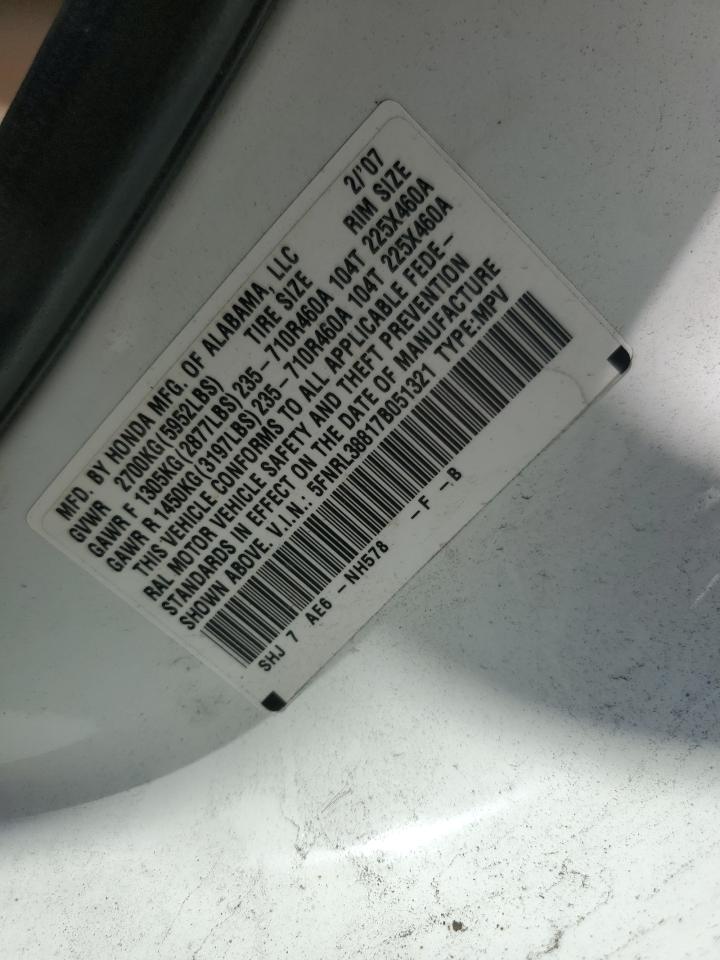 MFD. BY HONDA MFG. OF ALABAMA, LLC 2/'07
GVWR 2700KG(5952LBS) TIRE SIZE RIM SIZE
GAWR F 1305KG(2877LBS)235-710R460A 104T 225X460A
GAWR R 1450KG(3197LBS)235-710R460A 104T 225X460A
THIS VEHICLE CONFORMS TO ALL APPLICABLE FEDE-
RAL MOTOR VEHICLE SAFETY AND THEFT PREVENTION
STANDARDS IN EFFECT ON THE DATE OF MANUFACTURE
SHOWN ABOVE. V.I.N.: 5FNRL38817B051321 TYPE:MPV
SHJ 7 AE6 -NH578 -F -B